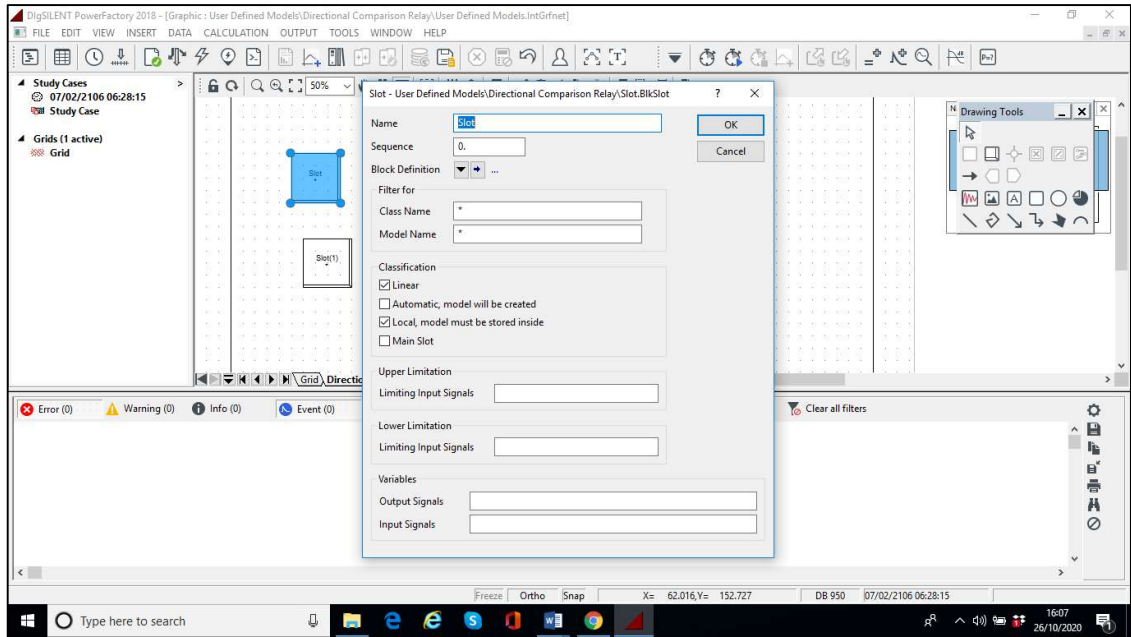 DIgSILENT PowerFactory 2018 - [Graphic : User Defined Models\Directional Comparison Relay\User Defined Models.IntGrfnet]
FILE EDIT VIEW INSERT DATA CALCULATION OUTPUT TOOLS WINDOW HELP
Study Cases
07/02/2106 06:28:15
Study Case
Grids (1 active)
Grid
50%
Slot
Slot(1)
Slot - User Defined Models\Directional Comparison Relay\Slot.BlkSlot
Name Slot OK
Sequence 0. Cancel
Block Definition ...
Filter for
Class Name *
Model Name *
Classification
Linear
Automatic, model will be created
Local, model must be stored inside
Main Slot
Upper Limitation
Limiting Input Signals
Lower Limitation
Limiting Input Signals
Variables
Output Signals
Input Signals
Drawing Tools
Grid Directic
Error (0) Warning (0) Info (0) Event (0) Clear all filters
Freeze Ortho Snap X= 62.016,Y= 152.727 DB 950 07/02/2106 06:28:15
Type here to search
16:07
26/10/2020